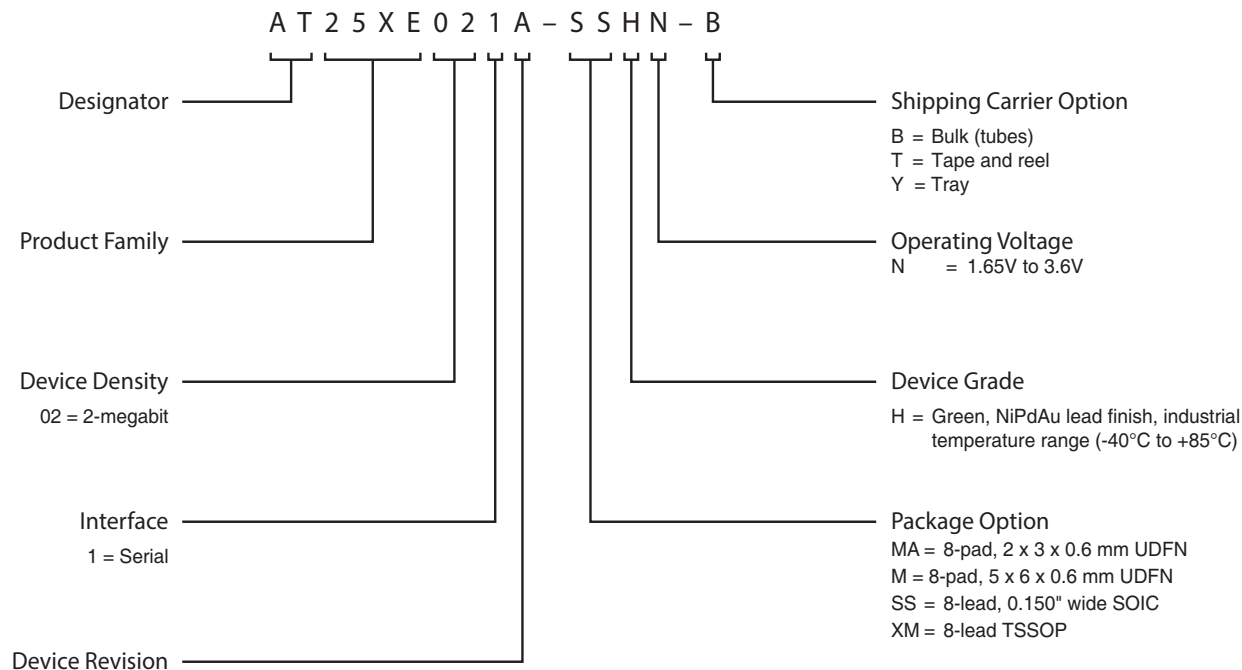 A T 2 5 X E 0 2 1 A – S S H N – B
Designator
Product Family
Device Density
02 = 2-megabit
Interface
1 = Serial
Device Revision
Shipping Carrier Option
B = Bulk (tubes)
T = Tape and reel
Y = Tray
Operating Voltage
N = 1.65V to 3.6V
Device Grade
H = Green, NiPdAu lead finish, industrial
temperature range (-40°C to +85°C)
Package Option
MA = 8-pad, 2 x 3 x 0.6 mm UDFN
M = 8-pad, 5 x 6 x 0.6 mm UDFN
SS = 8-lead, 0.150" wide SOIC
XM = 8-lead TSSOP